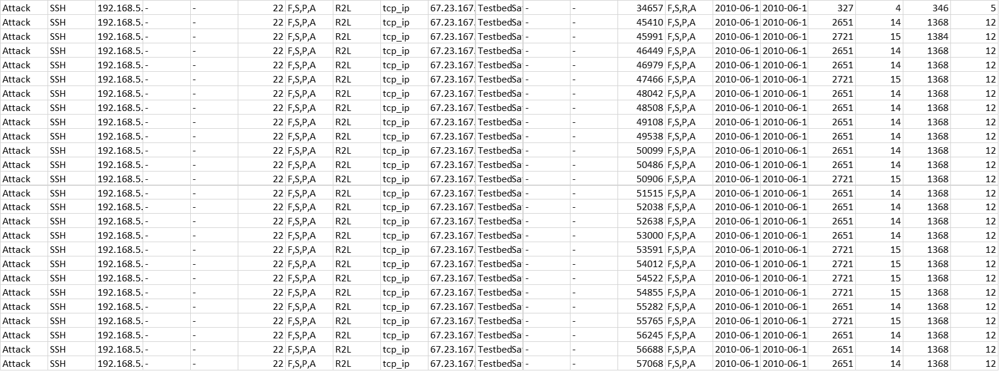 Attack SSH 192.168.5. - - 22 F,S,P,A R2L tcp_ip 67.23.167. TestbedSa - - 34657 F,S,R,A 2010-06-1 2010-06-1 327 4 346 5
Attack SSH 192.168.5. - - 22 F,S,P,A R2L tcp_ip 67.23.167. TestbedSa - - 45410 F,S,P,A 2010-06-1 2010-06-1 2651 14 1368 12
Attack SSH 192.168.5. - - 22 F,S,P,A R2L tcp_ip 67.23.167. TestbedSa - - 45991 F,S,P,A 2010-06-1 2010-06-1 2721 15 1384 12
Attack SSH 192.168.5. - - 22 F,S,P,A R2L tcp_ip 67.23.167. TestbedSa - - 46449 F,S,P,A 2010-06-1 2010-06-1 2651 14 1368 12
Attack SSH 192.168.5. - - 22 F,S,P,A R2L tcp_ip 67.23.167. TestbedSa - - 46979 F,S,P,A 2010-06-1 2010-06-1 2651 14 1368 12
Attack SSH 192.168.5. - - 22 F,S,P,A R2L tcp_ip 67.23.167. TestbedSa - - 47466 F,S,P,A 2010-06-1 2010-06-1 2721 15 1368 12
Attack SSH 192.168.5. - - 22 F,S,P,A R2L tcp_ip 67.23.167. TestbedSa - - 48042 F,S,P,A 2010-06-1 2010-06-1 2651 14 1368 12
Attack SSH 192.168.5. - - 22 F,S,P,A R2L tcp_ip 67.23.167. TestbedSa - - 48508 F,S,P,A 2010-06-1 2010-06-1 2651 14 1368 12
Attack SSH 192.168.5. - - 22 F,S,P,A R2L tcp_ip 67.23.167. TestbedSa - - 49108 F,S,P,A 2010-06-1 2010-06-1 2651 14 1368 12
Attack SSH 192.168.5. - - 22 F,S,P,A R2L tcp_ip 67.23.167. TestbedSa - - 49538 F,S,P,A 2010-06-1 2010-06-1 2651 14 1368 12
Attack SSH 192.168.5. - - 22 F,S,P,A R2L tcp_ip 67.23.167. TestbedSa - - 50099 F,S,P,A 2010-06-1 2010-06-1 2651 14 1368 12
Attack SSH 192.168.5. - - 22 F,S,P,A R2L tcp_ip 67.23.167. TestbedSa - - 50486 F,S,P,A 2010-06-1 2010-06-1 2651 14 1368 12
Attack SSH 192.168.5. - - 22 F,S,P,A R2L tcp_ip 67.23.167. TestbedSa - - 50906 F,S,P,A 2010-06-1 2010-06-1 2721 15 1368 12
Attack SSH 192.168.5. - - 22 F,S,P,A R2L tcp_ip 67.23.167. TestbedSa - - 51515 F,S,P,A 2010-06-1 2010-06-1 2651 14 1368 12
Attack SSH 192.168.5. - - 22 F,S,P,A R2L tcp_ip 67.23.167. TestbedSa - - 52038 F,S,P,A 2010-06-1 2010-06-1 2651 14 1368 12
Attack SSH 192.168.5. - - 22 F,S,P,A R2L tcp_ip 67.23.167. TestbedSa - - 52638 F,S,P,A 2010-06-1 2010-06-1 2651 14 1368 12
Attack SSH 192.168.5. - - 22 F,S,P,A R2L tcp_ip 67.23.167. TestbedSa - - 53000 F,S,P,A 2010-06-1 2010-06-1 2651 14 1368 12
Attack SSH 192.168.5. - - 22 F,S,P,A R2L tcp_ip 67.23.167. TestbedSa - - 53591 F,S,P,A 2010-06-1 2010-06-1 2721 15 1368 12
Attack SSH 192.168.5. - - 22 F,S,P,A R2L tcp_ip 67.23.167. TestbedSa - - 54012 F,S,P,A 2010-06-1 2010-06-1 2721 15 1368 12
Attack SSH 192.168.5. - - 22 F,S,P,A R2L tcp_ip 67.23.167. TestbedSa - - 54522 F,S,P,A 2010-06-1 2010-06-1 2721 15 1368 12
Attack SSH 192.168.5. - - 22 F,S,P,A R2L tcp_ip 67.23.167. TestbedSa - - 54855 F,S,P,A 2010-06-1 2010-06-1 2721 15 1368 12
Attack SSH 192.168.5. - - 22 F,S,P,A R2L tcp_ip 67.23.167. TestbedSa - - 55282 F,S,P,A 2010-06-1 2010-06-1 2651 14 1368 12
Attack SSH 192.168.5. - - 22 F,S,P,A R2L tcp_ip 67.23.167. TestbedSa - - 55765 F,S,P,A 2010-06-1 2010-06-1 2721 15 1368 12
Attack SSH 192.168.5. - - 22 F,S,P,A R2L tcp_ip 67.23.167. TestbedSa - - 56245 F,S,P,A 2010-06-1 2010-06-1 2651 14 1368 12
Attack SSH 192.168.5. - - 22 F,S,P,A R2L tcp_ip 67.23.167. TestbedSa - - 56688 F,S,P,A 2010-06-1 2010-06-1 2651 14 1368 12
Attack SSH 192.168.5. - - 22 F,S,P,A R2L tcp_ip 67.23.167. TestbedSa - - 57068 F,S,P,A 2010-06-1 2010-06-1 2651 14 1368 12